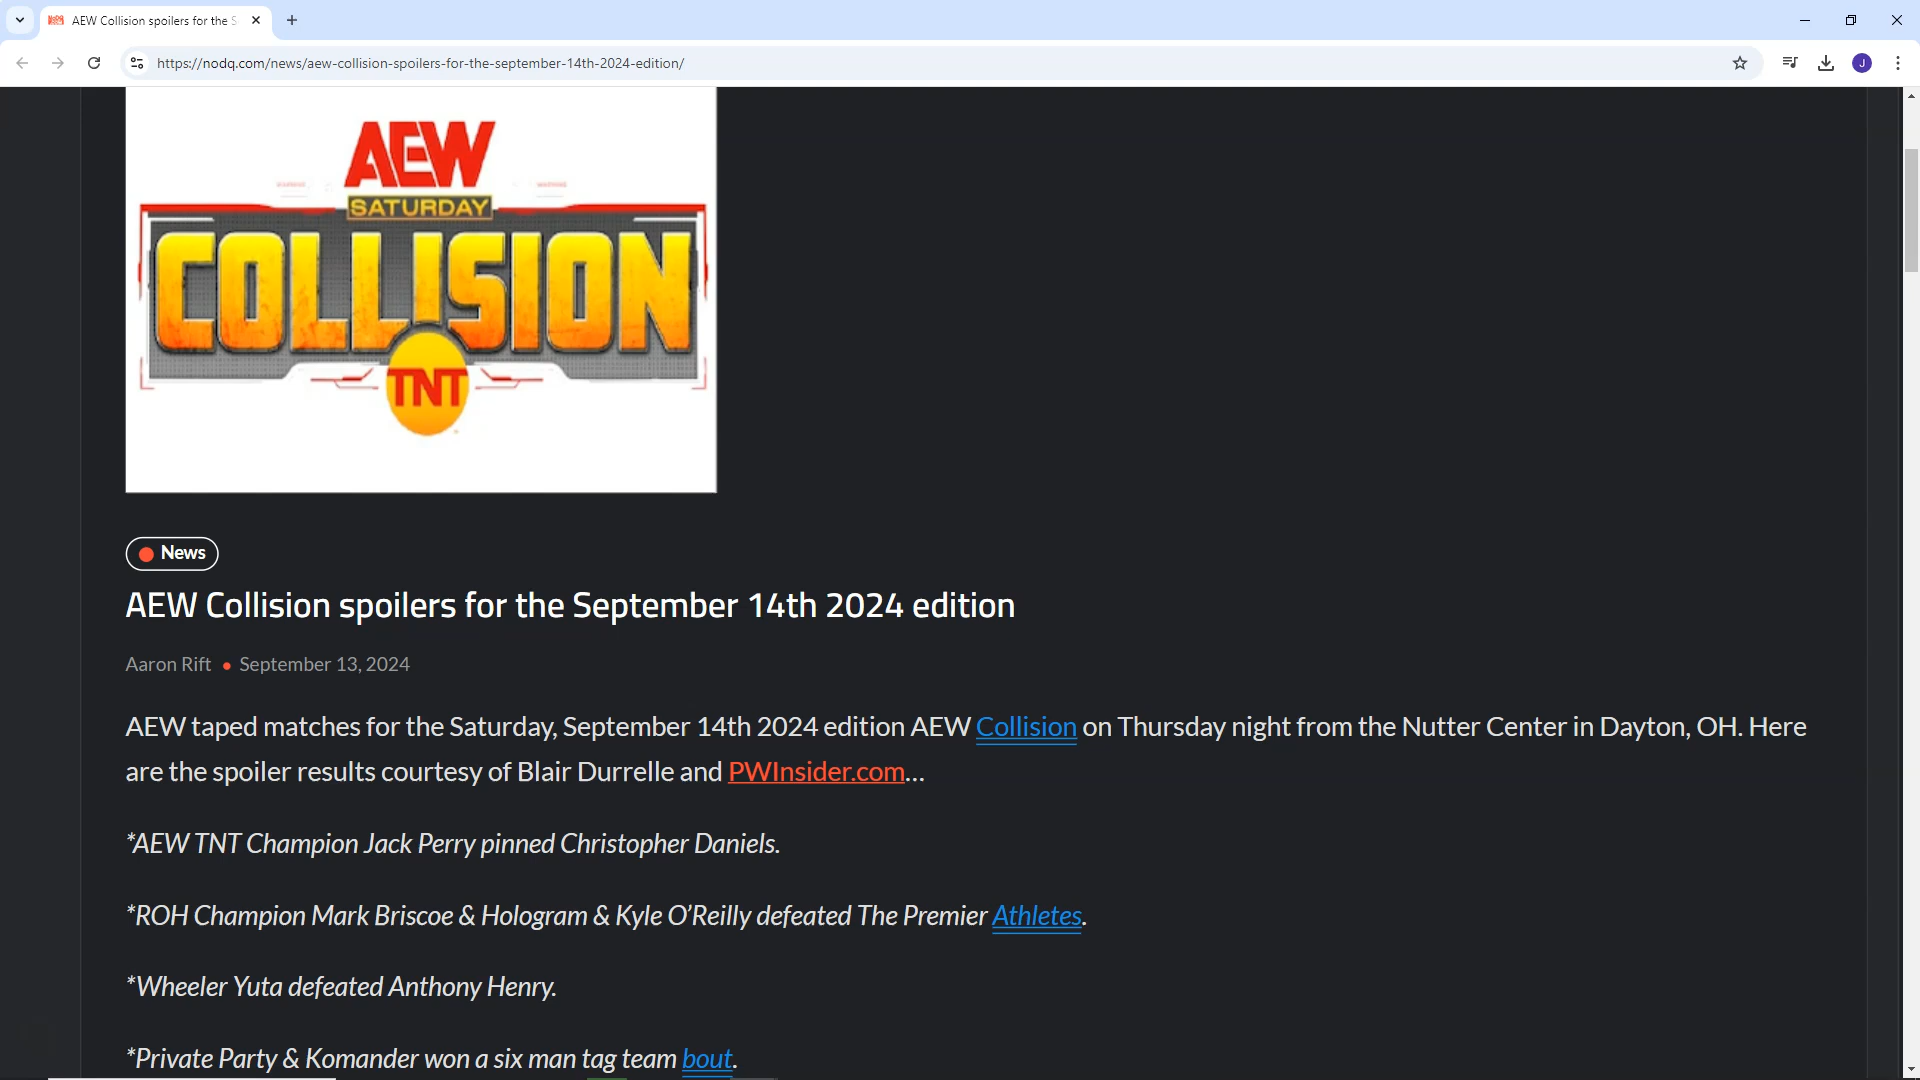 AEW Collision spoilers for the S
https://nodq.com/news/aew-collision-spoilers-for-the-september-14th-2024-edition/
J
AEW
SATURDAY
COLLISION
TNT
News
AEW Collision spoilers for the September 14th 2024 edition
Aaron Rift • September 13, 2024
AEW taped matches for the Saturday, September 14th 2024 edition AEW Collision on Thursday night from the Nutter Center in Dayton, OH. Here
are the spoiler results courtesy of Blair Durrelle and PWInsider.com…
*AEW TNT Champion Jack Perry pinned Christopher Daniels.
*ROH Champion Mark Briscoe & Hologram & Kyle O’Reilly defeated The Premier Athletes.
*Wheeler Yuta defeated Anthony Henry.
*Private Party & Komander won a six man tag team bout.